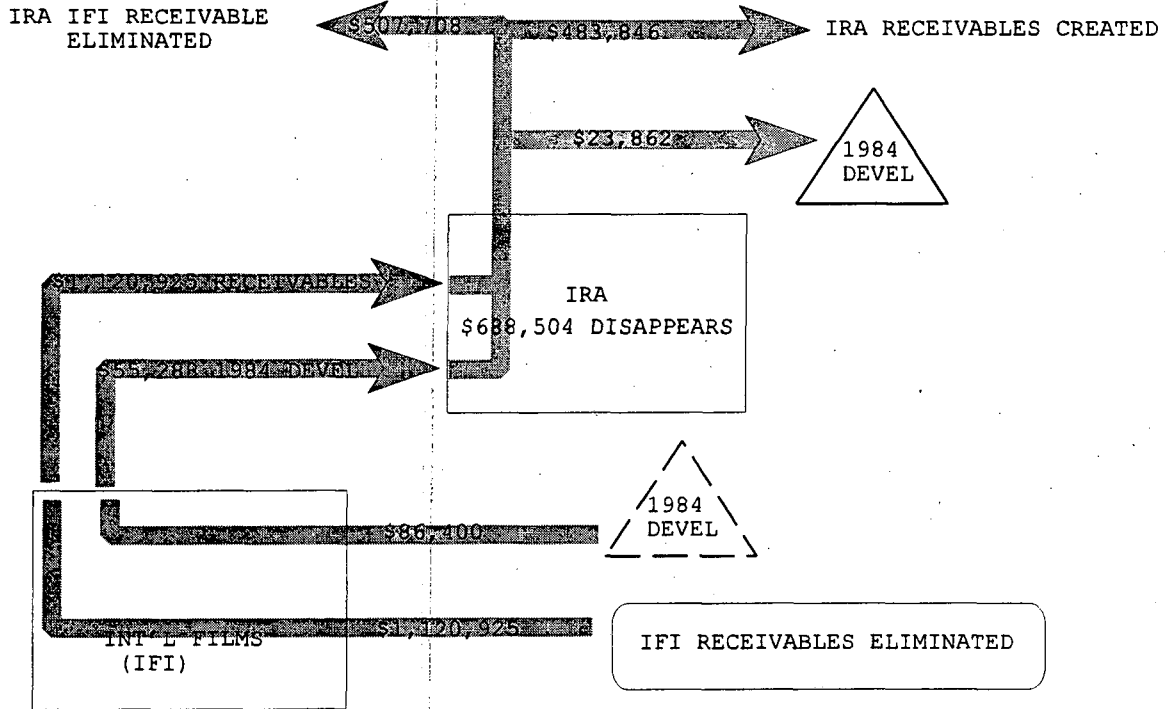 IRA IFI RECEIVABLE
ELIMINATED
$507,708
$483,846
IRA RECEIVABLES CREATED
$23,862
1984
DEVEL
$1,120,925 RECEIVABLES
IRA
$688,504 DISAPPEARS
$55,288 1984 DEVEL
1984
DEVEL
$86,400
$1,120,925
INT'L FILMS
(IFI)
IFI RECEIVABLES ELIMINATED